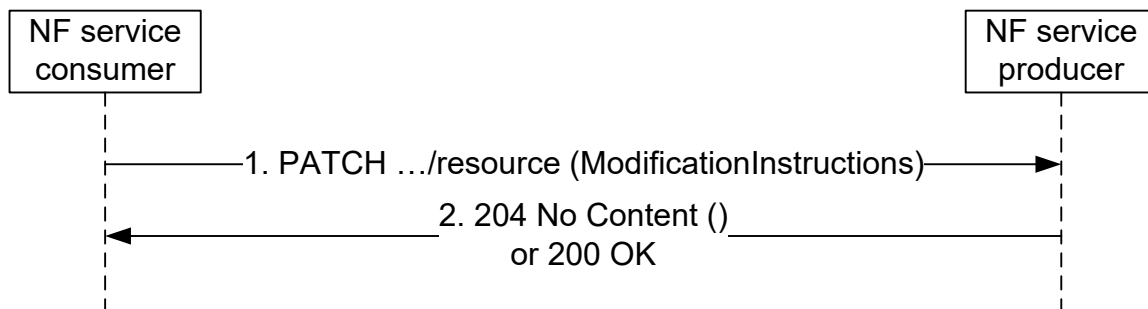 NF service
consumer
NF service
producer
1. PATCH …/resource (ModificationInstructions)
2. 204 No Content ()
or 200 OK